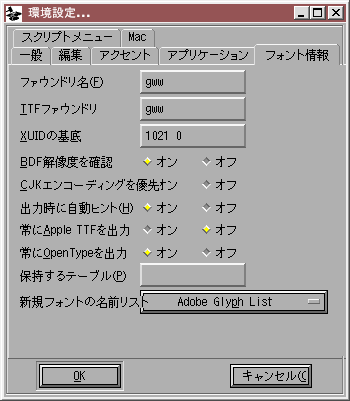 環境設定...
スクリプトメニュー Mac
一般 編集 アクセント アプリケーション フォント情報
ファウンドリ名(F) gww
TTFファウンドリ gww
XUIDの基底 1021 0
BDF解像度を確認 オン オフ
CJKエンコーディングを優先オン オフ
出力時に自動ヒント(H) オン オフ
常にApple TTFを出力 オン オフ
常にOpenTypeを出力 オン オフ
保持するテーブル(P)
新規フォントの名前リスト Adobe Glyph List
OK キャンセル(C